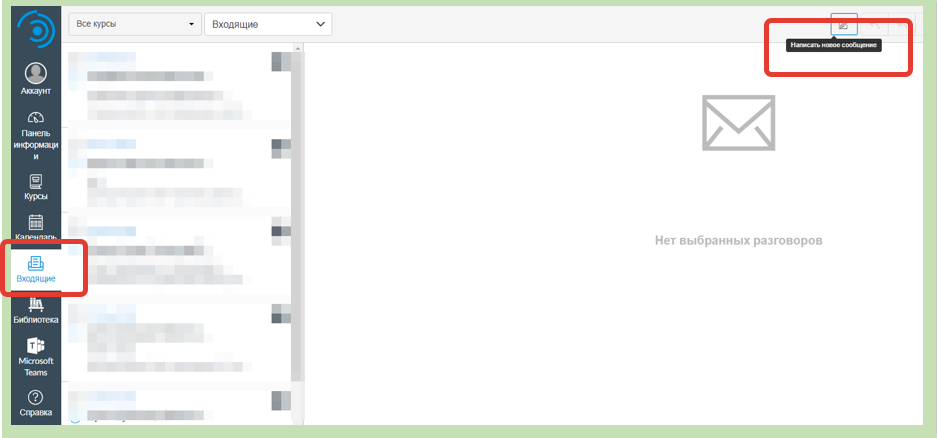 Все курсы
Входящие
Написать новое сообщение
Аккаунт
Панель
информаци
и
Курсы
Календарь
Входящие
Библиотека
Microsoft
Teams
Справка
Нет выбранных разговоров